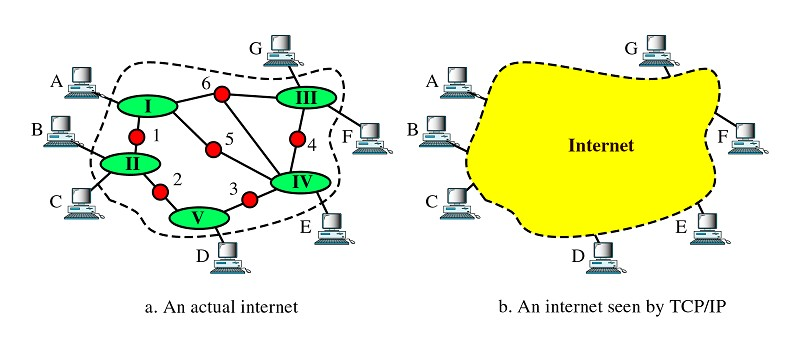 G
A
6
I
III
B
1
5
4
F
II
C
2
3
IV
V
E
D
a. An actual internet
G
A
B
F
Internet
C
E
D
b. An internet seen by TCP/IP